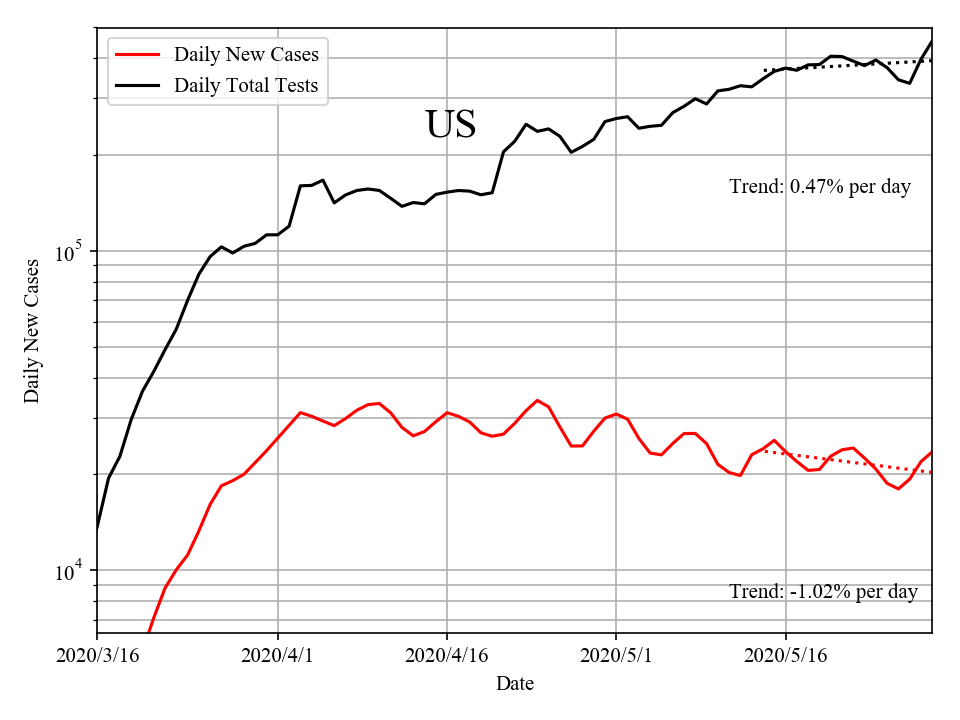 Daily New Cases
Daily Total Tests
US
Trend: 0.47% per day
10^5
Daily New Cases
10^4
Trend: -1.02% per day
2020/3/16 2020/4/1 2020/4/16 2020/5/1 2020/5/16
Date